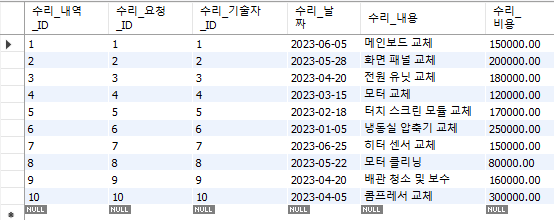 수리_내역_ID 수리_요청_ID 수리_기술자_ID 수리_날짜 수리_내용 수리_비용
1 1 1 2023-06-05 메인보드 교체 150000.00
2 2 2 2023-05-28 화면 패널 교체 200000.00
3 3 3 2023-04-20 전원 유닛 교체 180000.00
4 4 4 2023-03-15 모터 교체 120000.00
5 5 5 2023-02-18 터치 스크린 모듈 교체 170000.00
6 6 6 2023-01-05 냉동실 압축기 교체 250000.00
7 7 7 2023-06-25 히터 센서 교체 150000.00
8 8 8 2023-05-22 모터 클리닝 80000.00
9 9 9 2023-04-20 배관 청소 및 보수 160000.00
10 10 10 2023-04-05 콤프레서 교체 300000.00
NULL NULL NULL NULL NULL NULL